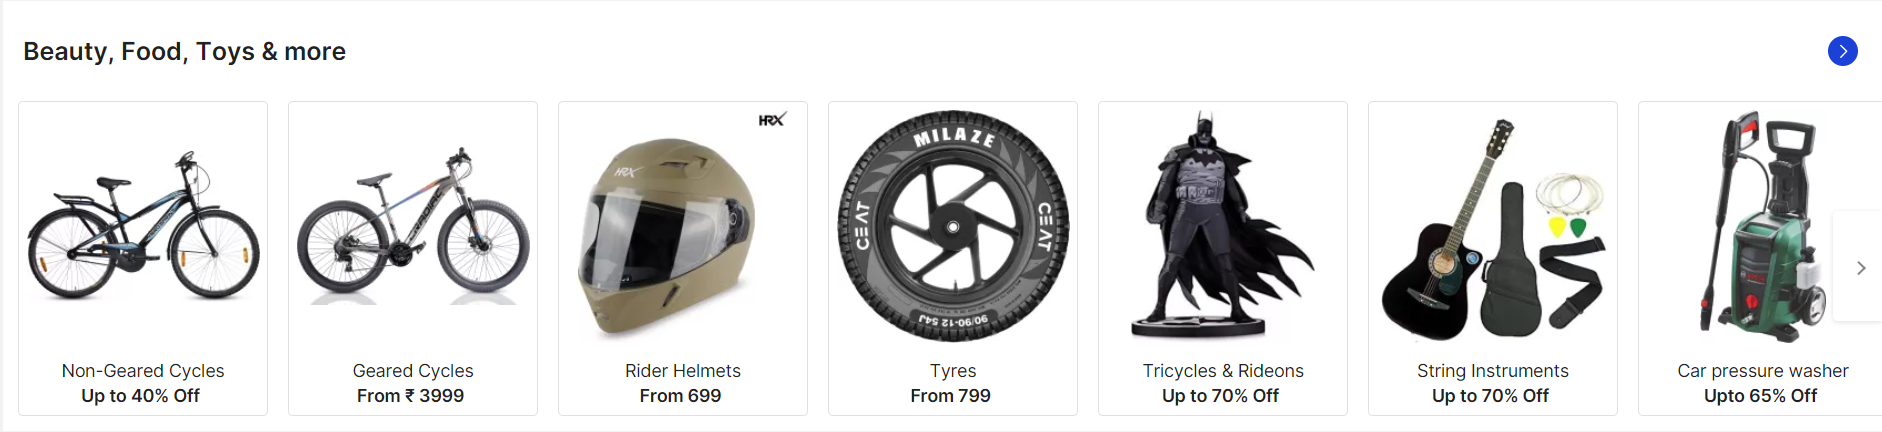 Beauty, Food, Toys & more
HRX
HRX
MILAZE
CEAT
CEAT
90/90-12 54J
Non-Geared Cycles
Up to 40% Off
Geared Cycles
From ₹ 3999
Rider Helmets
From 699
Tyres
From 799
Tricycles & Rideons
Up to 70% Off
String Instruments
Up to 70% Off
Car pressure washer
Upto 65% Off